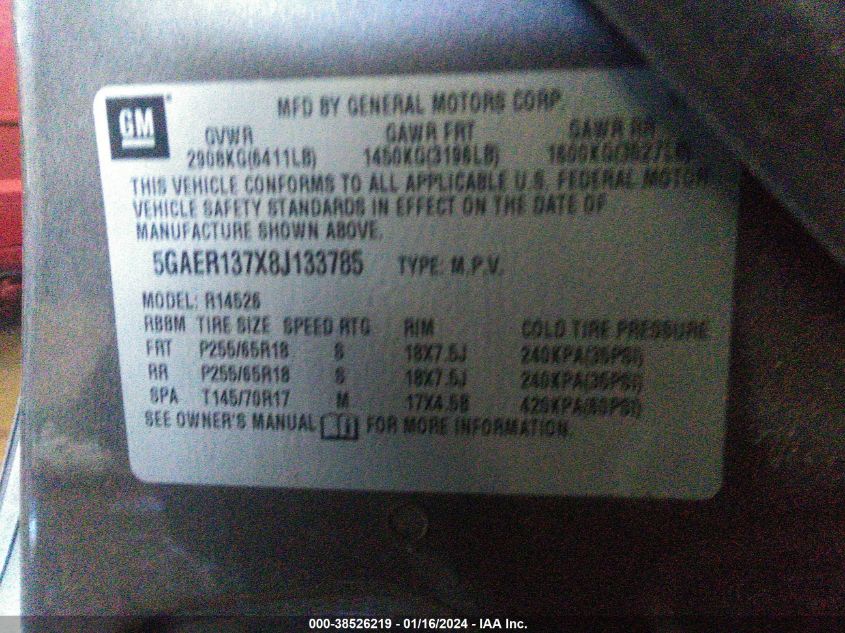 GM
MFD BY GENERAL MOTORS CORP.
GVWR GAWR FRT GAWR RR
2908KG(6411LB) 1450KG(3196LB) 1600KG(3527LB)
THIS VEHICLE CONFORMS TO ALL APPLICABLE U.S. FEDERAL MOTOR
VEHICLE SAFETY STANDARDS IN EFFECT ON THE DATE OF
MANUFACTURE SHOWN ABOVE.
5GAER137X8J133785 TYPE: M.P.V.
MODEL: R14526
RBBM TIRE SIZE SPEED RTG RIM COLD TIRE PRESSURE
FRT P255/65R18 S 18X7.5J 240KPA(35PSI)
RR P255/65R18 S 18X7.5J 240KPA(35PSI)
SPA T145/70R17 M 17X4.5B 420KPA(60PSI)
SEE OWNER'S MANUAL FOR MORE INFORMATION.
000-38526219 - 01/16/2024 - IAA Inc.